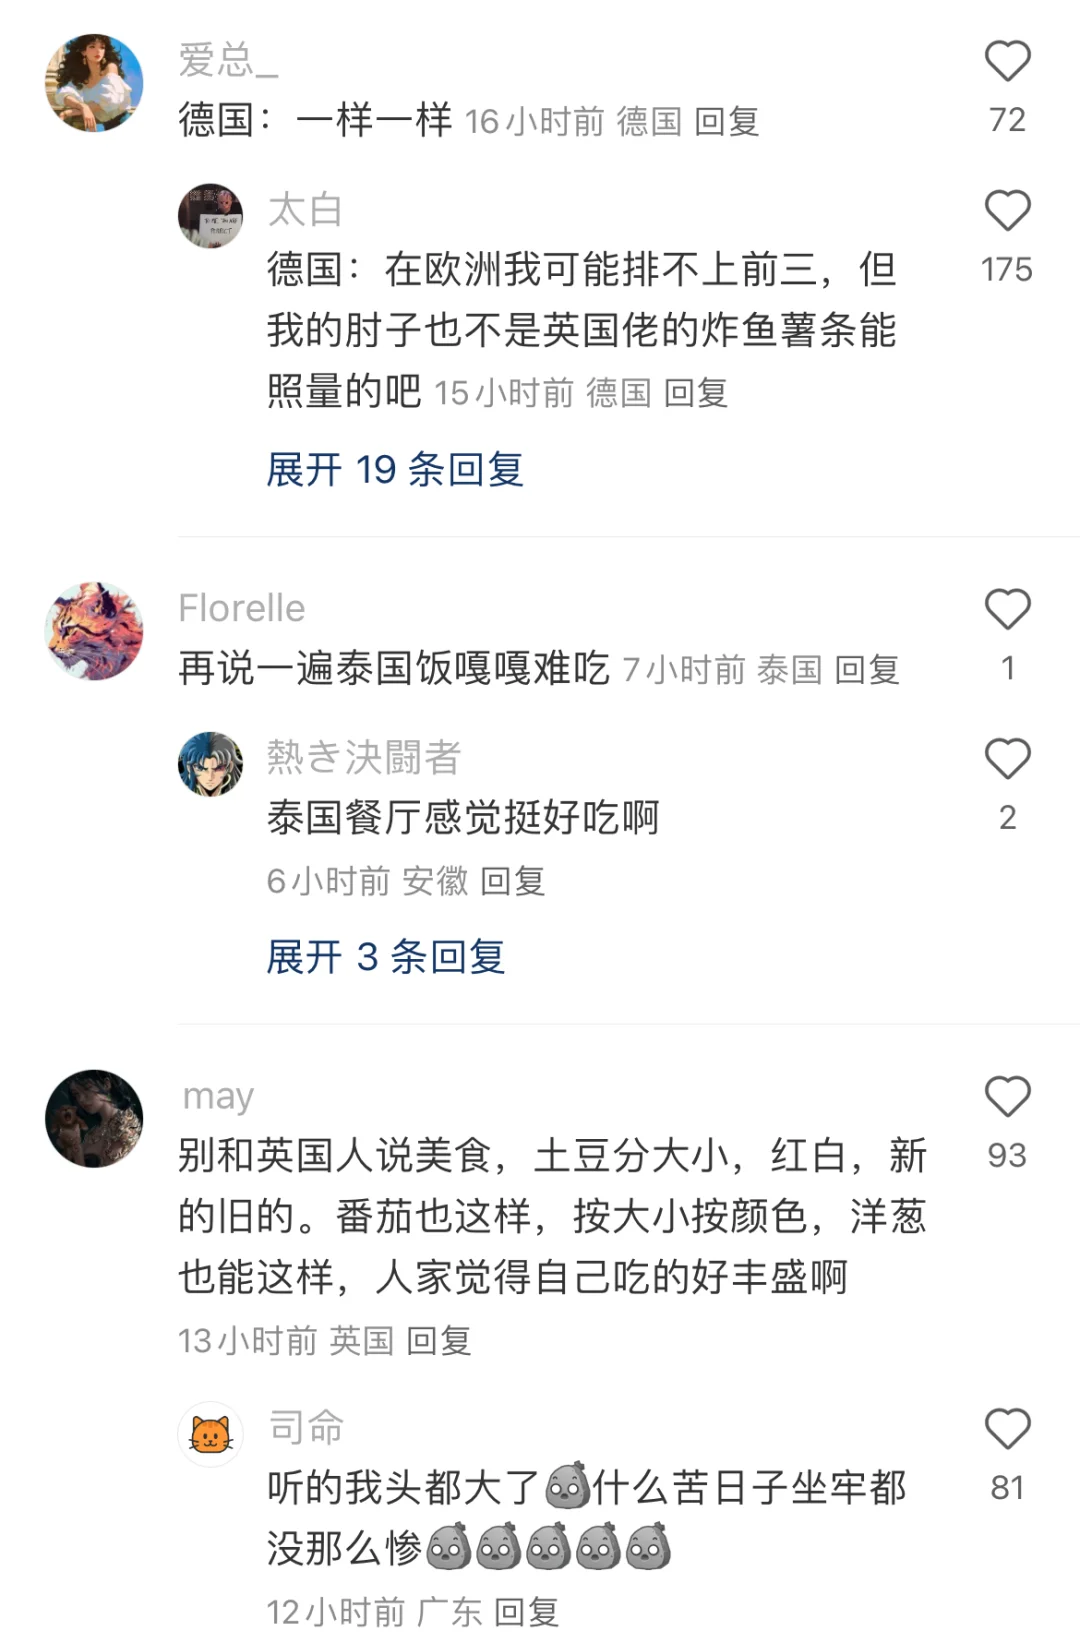 爱总_
德国：一样一样 16小时前 德国 回复
72
太白
德国：在欧洲我可能排不上前三，但
我的肘子也不是英国佬的炸鱼薯条能
照量的吧 15小时前 德国 回复
175
展开 19 条回复
Florelle
再说一遍泰国饭嘎嘎难吃 7小时前 泰国 回复
1
熱き決闘者
泰国餐厅感觉挺好吃啊
2
6小时前 安徽 回复
展开 3 条回复
may
别和英国人说美食，土豆分大小，红白，新
的旧的。番茄也这样，按大小按颜色，洋葱
也能这样，人家觉得自己吃的好丰盛啊
93
13小时前 英国 回复
司命
听的我头都大了什么苦日子坐牢都
没那么惨
81
12小时前 广东 回复